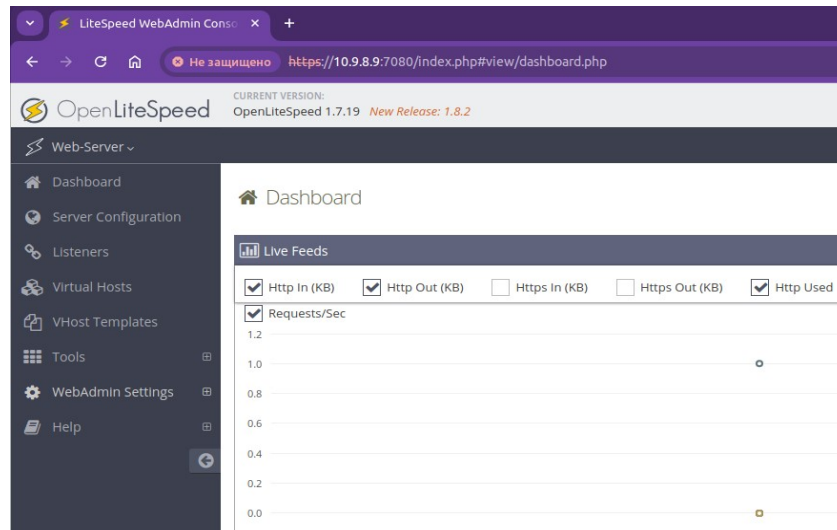 LiteSpeed WebAdmin Conso
Не защищено https://10.9.8.9:7080/index.php#view/dashboard.php
OpenLiteSpeed
CURRENT VERSION:
OpenLiteSpeed 1.7.19 New Release: 1.8.2
Web-Server
Dashboard
Server Configuration
Listeners
Virtual Hosts
VHost Templates
Tools
WebAdmin Settings
Help
Dashboard
Live Feeds
Http In (KB) Http Out (KB) Https In (KB) Https Out (KB) Http Used
Requests/Sec
1.2
1.0
0.8
0.6
0.4
0.2
0.0